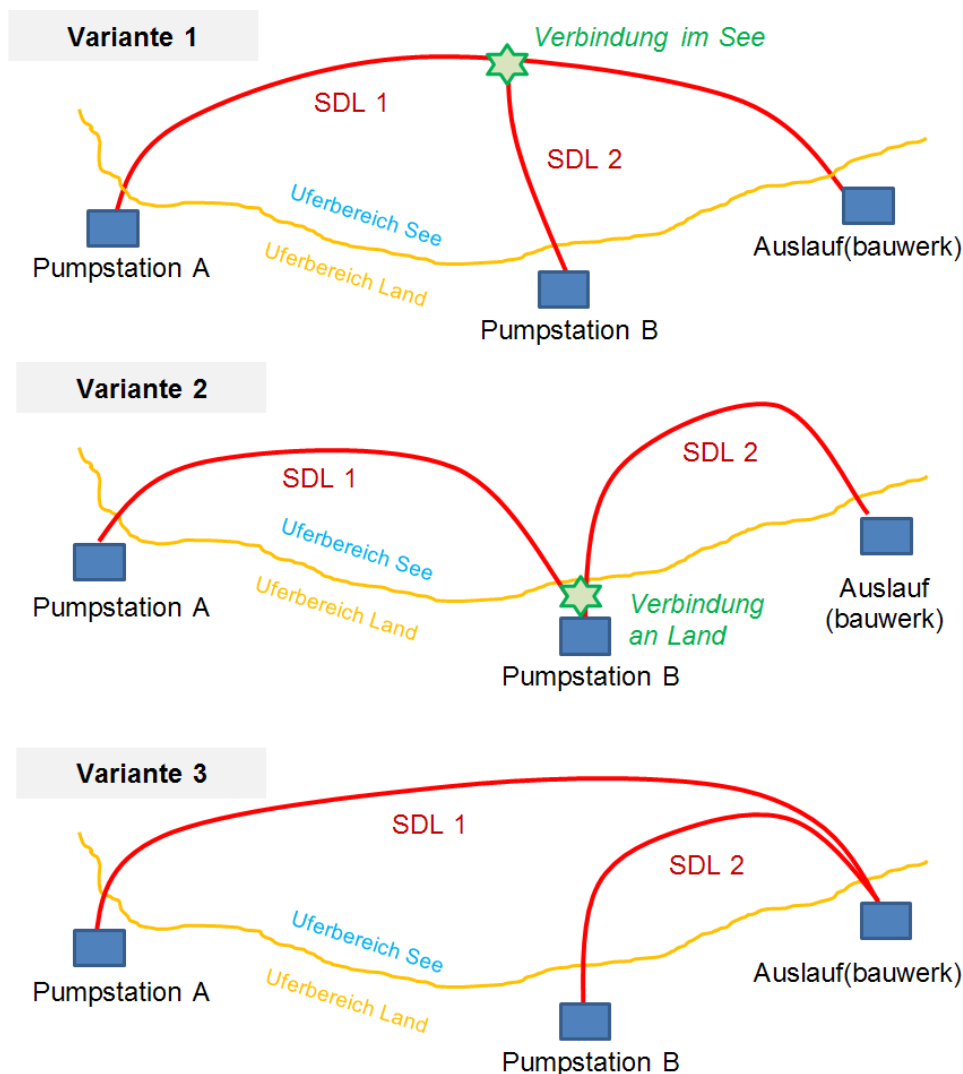 Variante 1
Verbindung im See
SDL 1
SDL 2
Uferbereich See
Uferbereich Land
Pumpstation A
Auslauf(bauwerk)
Pumpstation B
Variante 2
SDL 1
SDL 2
Uferbereich See
Uferbereich Land
Pumpstation A
Verbindung
an Land
Auslauf
(bauwerk)
Pumpstation B
Variante 3
SDL 1
SDL 2
Uferbereich See
Uferbereich Land
Pumpstation A
Auslauf(bauwerk)
Pumpstation B